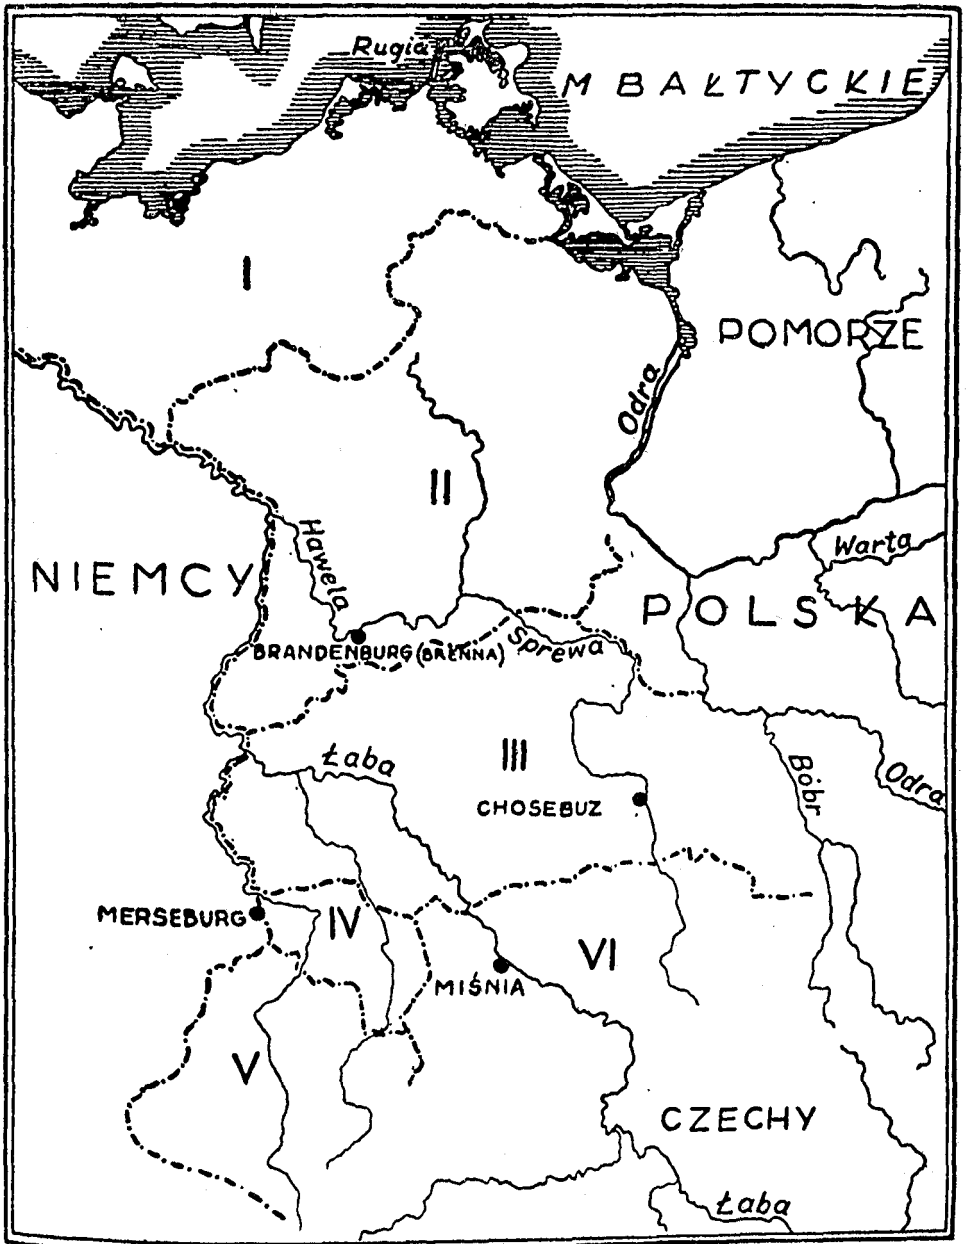 Rugia
M BAŁTYCKIE
I
POMORZE
Odra
II
Hawela
Warta
NIEMCY
POLSKA
BRANDENBURG (BRENNA)
Sprewa
III
Łaba
Bóbr
Odra
CHOSEBUZ
MERSEBURG
IV
VI
MIŚNIA
V
CZECHY
Łaba